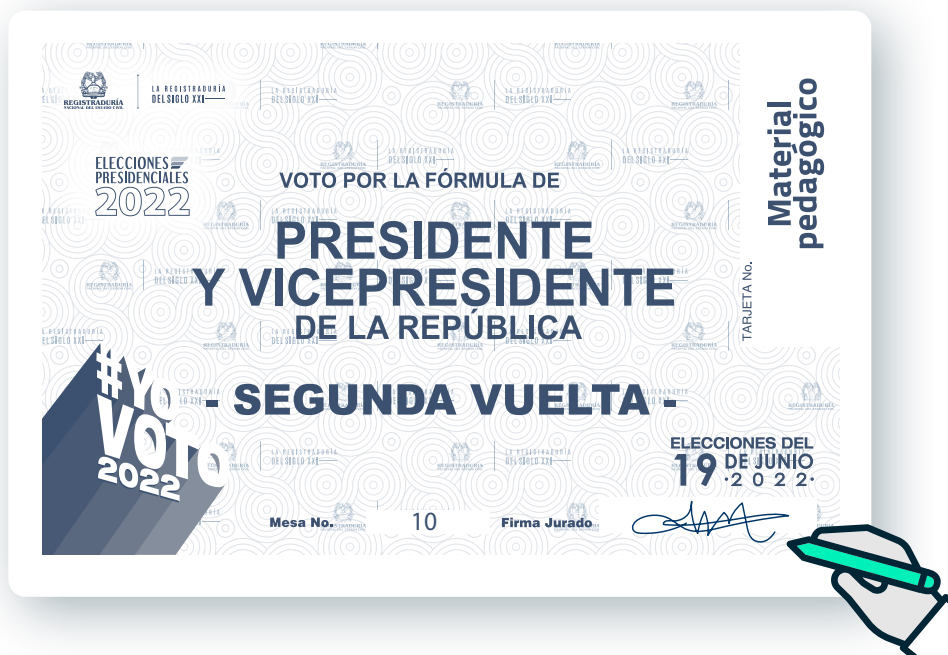 REGISTRADURÍA
NACIONAL DEL ESTADO CIVIL
LA REGISTRADURÍA
DEL SIGLO XXI
ELECCIONES
PRESIDENCIALES
2022
VOTO POR LA FÓRMULA DE
PRESIDENTE
Y VICEPRESIDENTE
DE LA REPÚBLICA
- SEGUNDA VUELTA -
#YO
VOTO
2022
ELECCIONES DEL
19 DE JUNIO
·2022·
Mesa No. 10 Firma Jurado
Material
pedagógico
TARJETA No.